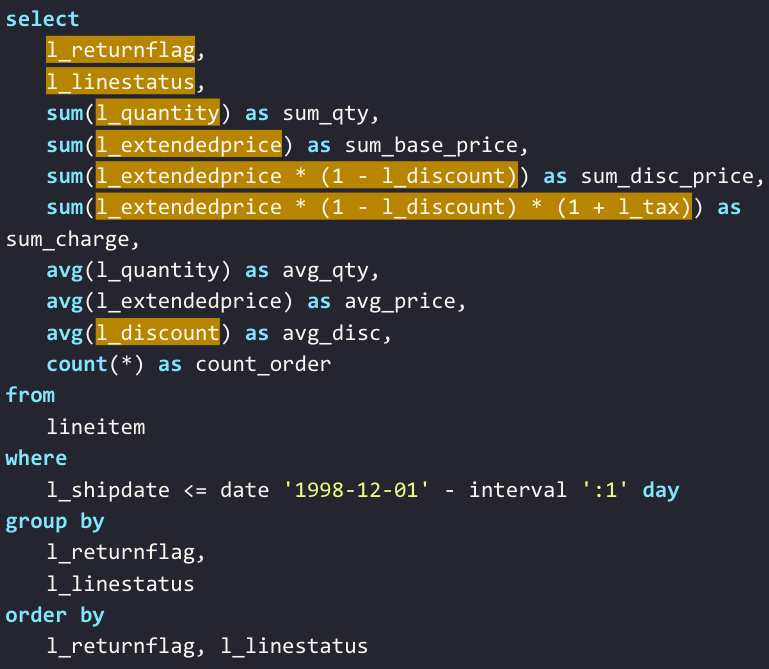 select
l_returnflag,
l_linestatus,
sum(l_quantity) as sum_qty,
sum(l_extendedprice) as sum_base_price,
sum(l_extendedprice * (1 - l_discount)) as sum_disc_price,
sum(l_extendedprice * (1 - l_discount) * (1 + l_tax)) as
sum_charge,
avg(l_quantity) as avg_qty,
avg(l_extendedprice) as avg_price,
avg(l_discount) as avg_disc,
count(*) as count_order
from
lineitem
where
l_shipdate <= date '1998-12-01' - interval ':1' day
group by
l_returnflag,
l_linestatus
order by
l_returnflag, l_linestatus